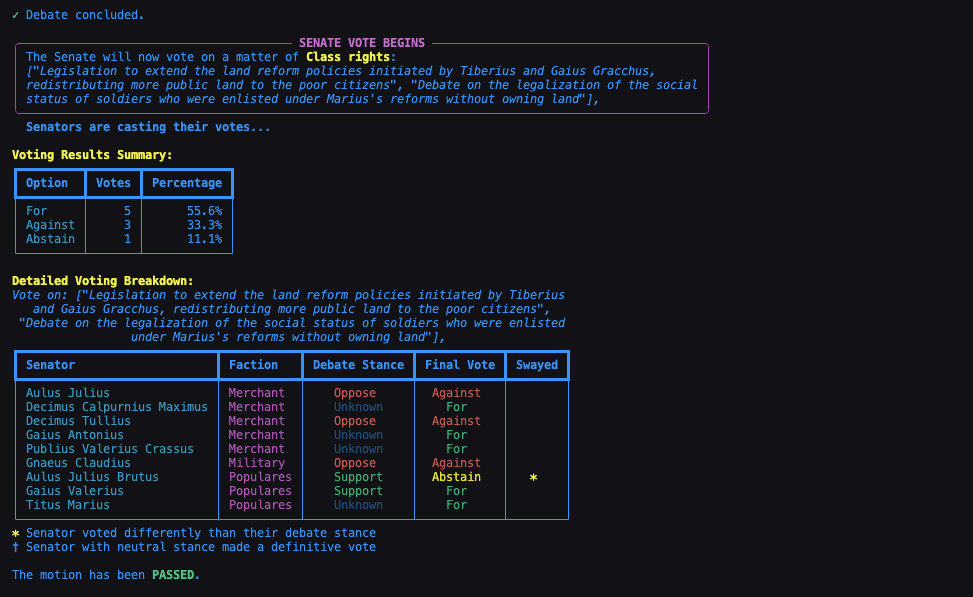 ✓ Debate concluded.
SENATE VOTE BEGINS
The Senate will now vote on a matter of Class rights:
["Legislation to extend the land reform policies initiated by Tiberius and Gaius Gracchus,
redistributing more public land to the poor citizens", "Debate on the legalization of the social
status of soldiers who were enlisted under Marius's reforms without owning land"],
Senators are casting their votes...
Voting Results Summary:
Option Votes Percentage
For 5 55.6%
Against 3 33.3%
Abstain 1 11.1%
Detailed Voting Breakdown:
Vote on: ["Legislation to extend the land reform policies initiated by Tiberius
and Gaius Gracchus, redistributing more public land to the poor citizens",
"Debate on the legalization of the social status of soldiers who were enlisted
under Marius's reforms without owning land"],
Senator Faction Debate Stance Final Vote Swayed
Aulus Julius Merchant Oppose Against
Decimus Calpurnius Maximus Merchant Unknown For
Decimus Tullius Merchant Oppose Against
Gaius Antonius Merchant Unknown For
Publius Valerius Crassus Merchant Unknown For
Gnaeus Claudius Military Oppose Against
Aulus Julius Brutus Populares Support Abstain *
Gaius Valerius Populares Support For
Titus Marius Populares Unknown For
* Senator voted differently than their debate stance
† Senator with neutral stance made a definitive vote
The motion has been PASSED.